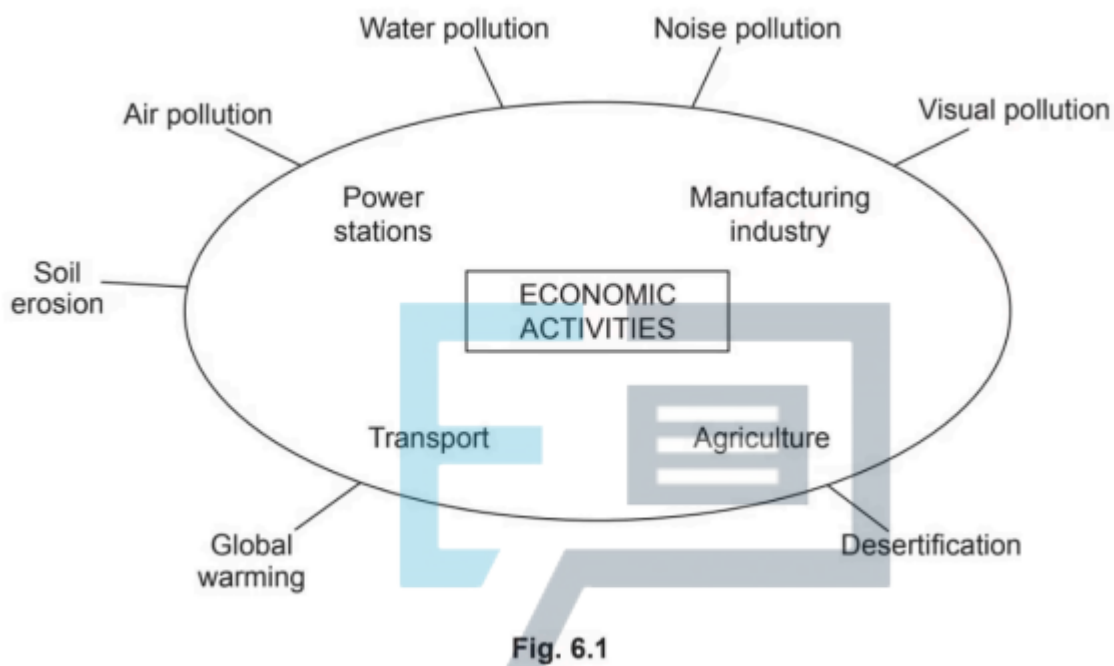 Water pollution
Noise pollution
Air pollution
Visual pollution
Power
stations
Manufacturing
industry
Soil
erosion
ECONOMIC
ACTIVITIES
Transport
Agriculture
Global
warming
Desertification
Fig. 6.1